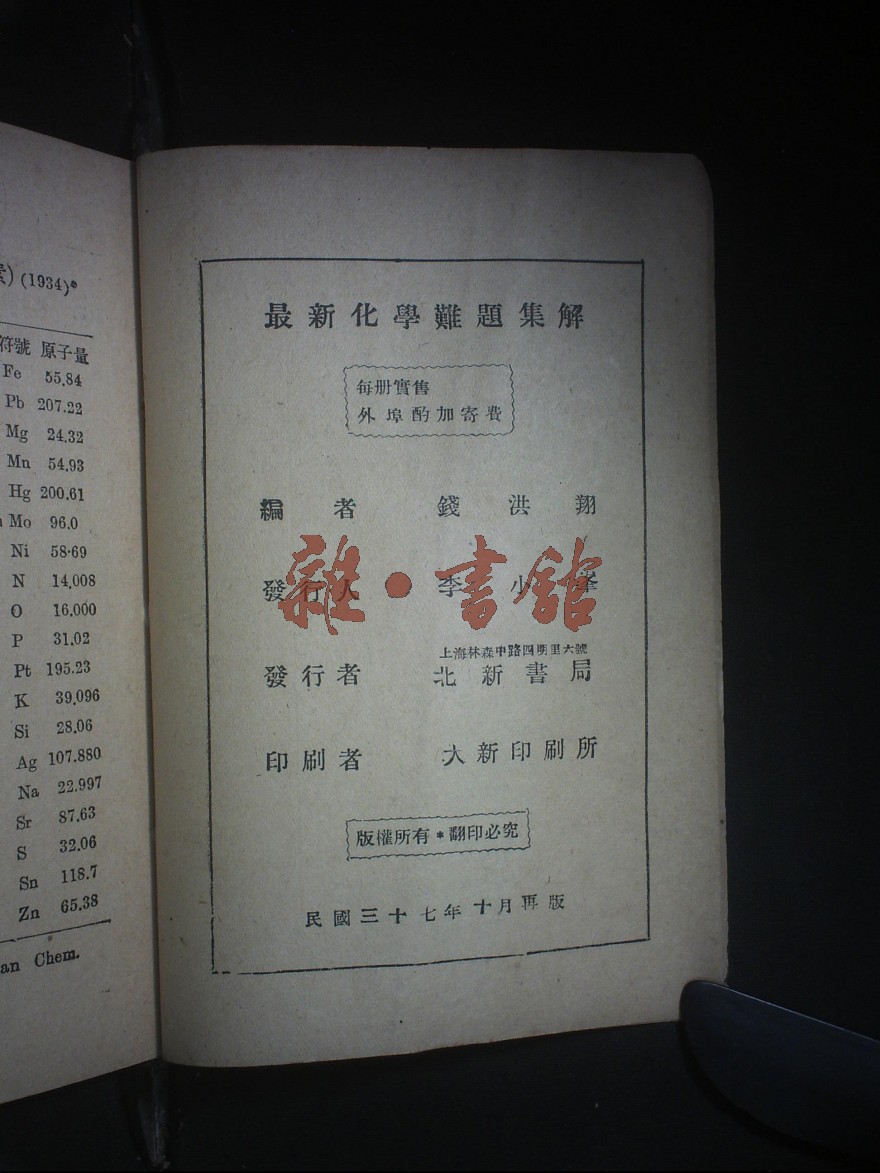 素) (1934)*
符號 原子量
Fe 55.84
Pb 207.22
Mg 24.32
Mn 54.93
Hg 200.61
Mo 96.0
Ni 58·69
N 14.008
O 16.000
P 31.02
Pt 195.23
K 39.096
Si 28.06
Ag 107.880
Na 22.997
Sr 87.63
S 32.06
Sn 118.7
Zn 65.38
an Chem.
最新化學難題集解
每册實售
外埠酌加寄費
編者 錢洪翔
發行人 李小峯
上海林森中路四明里六號
發行者 北新書局
印刷者 大新印刷所
版權所有*翻印必究
民國三十七年十月再版
雜·書館